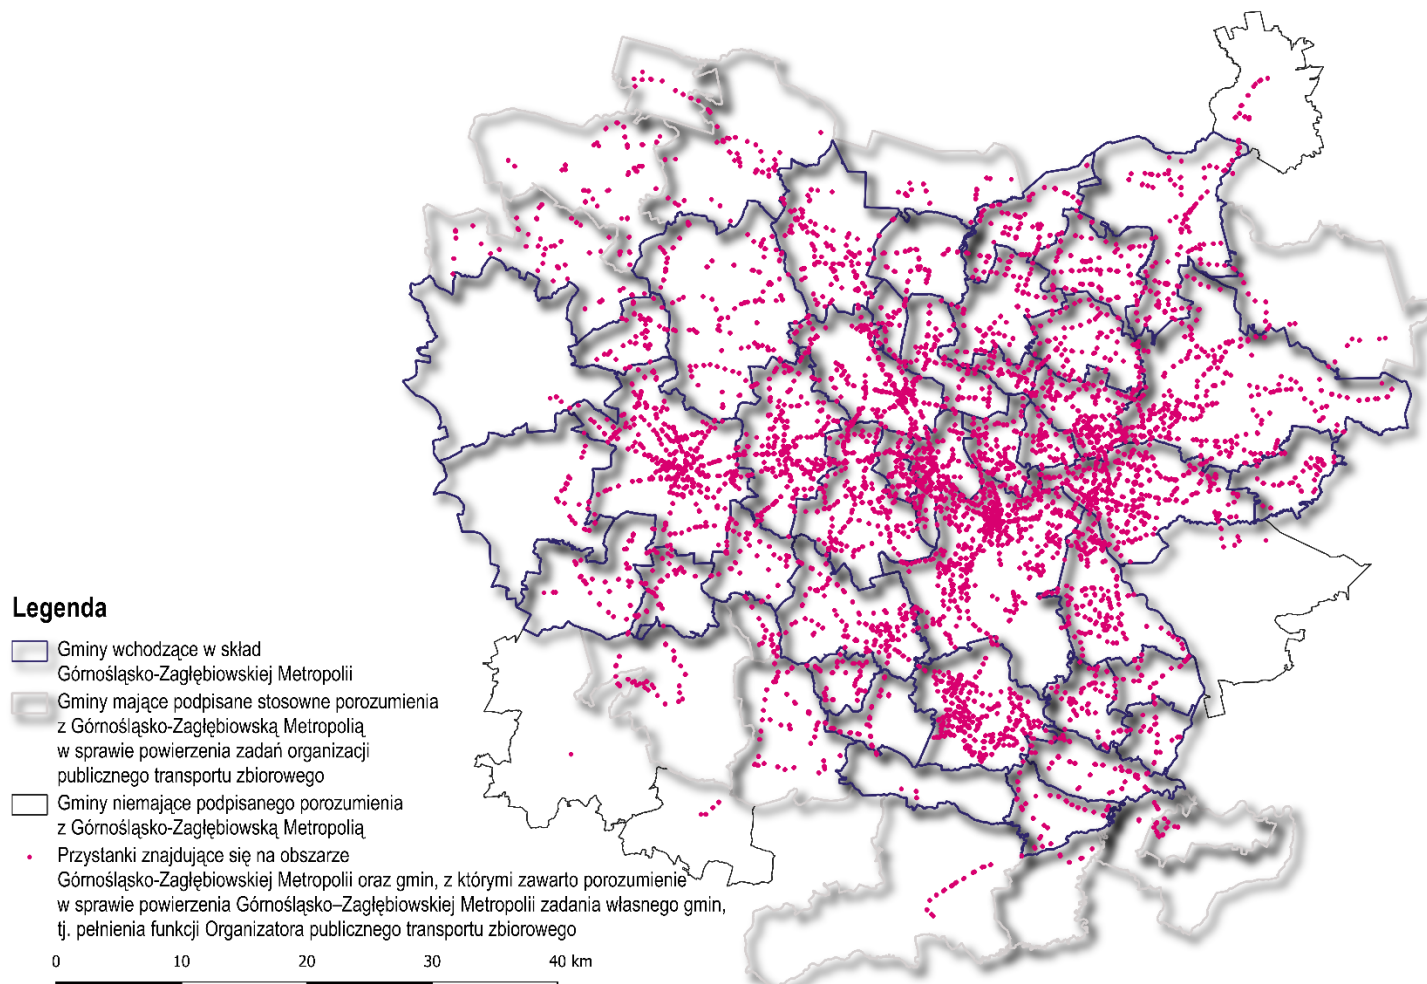 Legenda
Gminy wchodzące w skład
Górnośląsko-Zagłębiowskiej Metropolii
Gminy mające podpisane stosowne porozumienia
z Górnośląsko-Zagłębiowską Metropolią
w sprawie powierzenia zadań organizacji
publicznego transportu zbiorowego
Gminy niemające podpisanego porozumienia
z Górnośląsko-Zagłębiowską Metropolią
Przystanki znajdujące się na obszarze
Górnośląsko-Zagłębiowskiej Metropolii oraz gmin, z którymi zawarto porozumienie
w sprawie powierzenia Górnośląsko–Zagłębiowskiej Metropolii zadania własnego gmin,
tj. pełnienia funkcji Organizatora publicznego transportu zbiorowego
0 10 20 30 40 km